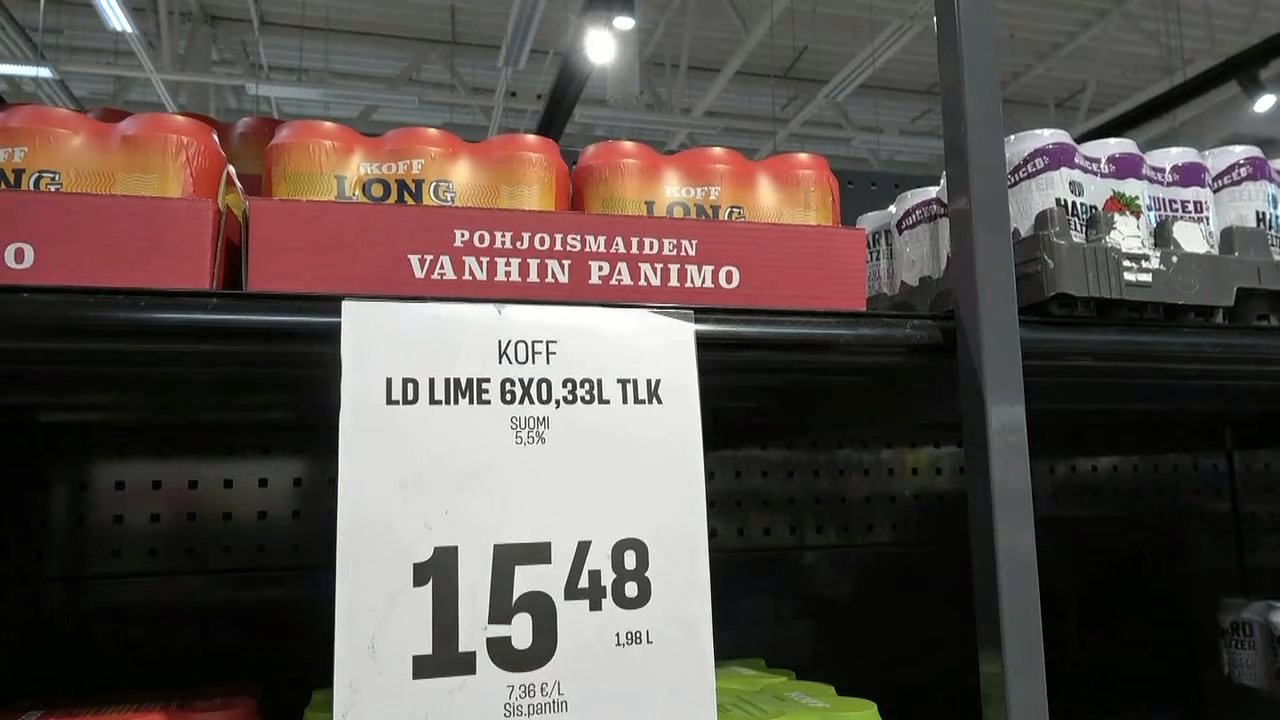 KOFF
LONG
KOFF
LONG
KOFF
LONG
O
POHJOISMAIDEN
VANHIN PANIMO
JUICED
HARD
JUICED
KOFF
LD LIME 6X0,33L TLK
SUOMI
5,5%
15 48
1,98 L
7,36 €/L
Sis.pantin